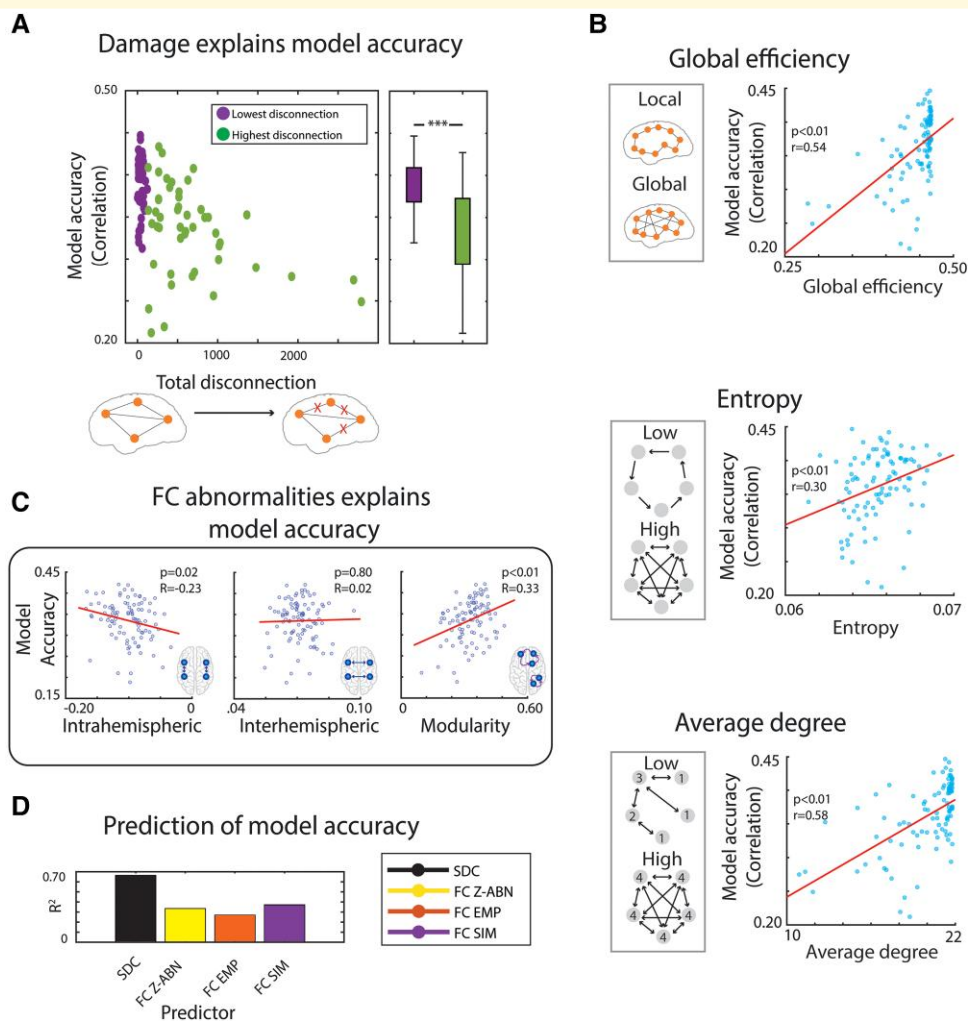 A
Damage explains model accuracy
0.50
Lowest disconnection
Highest disconnection
***
Model accuracy
(Correlation)
0.20
0
1000
2000
Total disconnection
X
X
X
B
Global efficiency
Local
Global
0.45
p<0.01
r=0.54
Model accuracy
(Correlation)
0.20
0.25
0.50
Global efficiency
Entropy
Low
High
0.45
p<0.01
r=0.30
Model accuracy
(Correlation)
0.20
0.06
0.07
Entropy
Average degree
Low
3
1
2
1
1
High
4
4
4
4
4
0.45
p<0.01
r=0.58
Model accuracy
(Correlation)
0.20
10
22
Average degree
C
FC abnormalities explains
model accuracy
0.45
Model
Accuracy
0.15
p=0.02
R=-0.23
-0.20
0
Intrahemispheric
p=0.80
R=0.02
.04
0.10
Interhemispheric
p<0.01
R=0.33
0
0.60
Modularity
D
Prediction of model accuracy
0.70
R²
0
SDC
FC Z-ABN
FC EMP
FC SIM
Predictor
SDC
FC Z-ABN
FC EMP
FC SIM